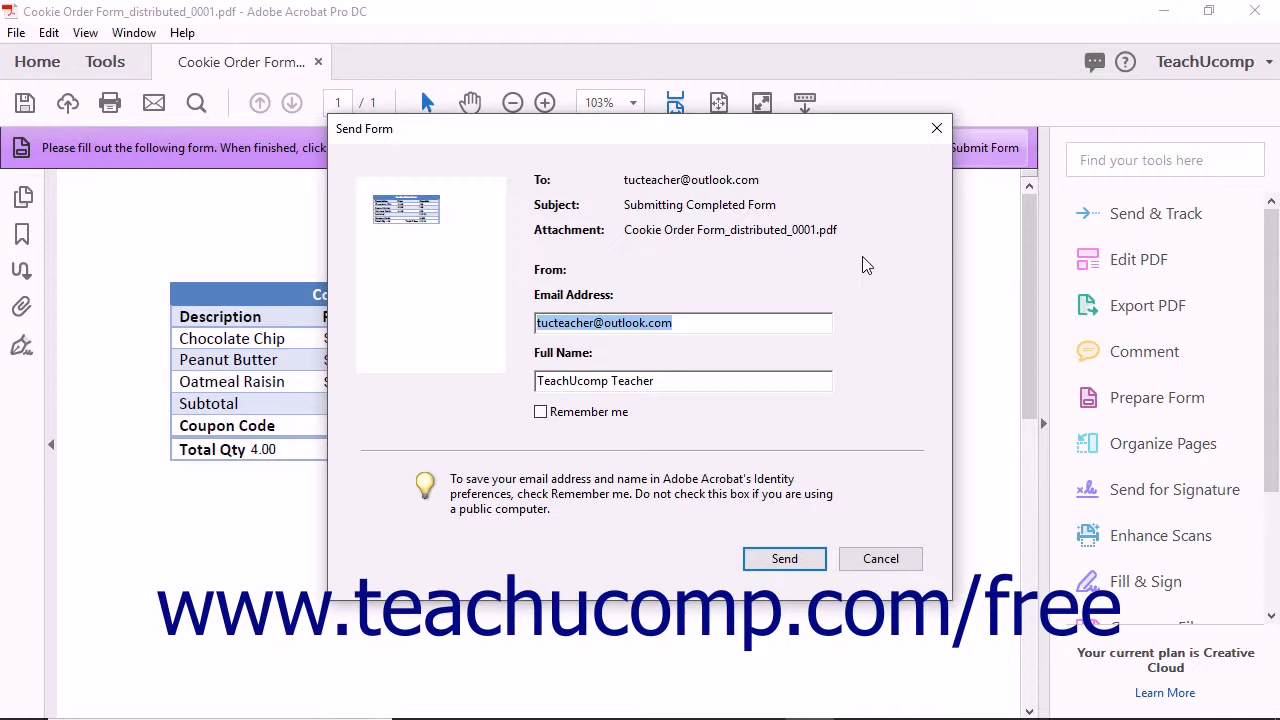 Cookie Order Form_distributed_0001.pdf - Adobe Acrobat Pro DC
File Edit View Window Help
Home Tools Cookie Order Form... × TeachUcomp
1 / 1 103%
Send Form
Please fill out the following form. When finished, click
Submit Form
Find your tools here
To: tucteacher@outlook.com
Subject: Submitting Completed Form
Attachment: Cookie Order Form_distributed_0001.pdf
From:
Email Address:
tucteacher@outlook.com
Full Name:
TeachUcomp Teacher
Remember me
To save your email address and name in Adobe Acrobat's Identity
preferences, check Remember me. Do not check this box if you are using
a public computer.
Send Cancel
Co
Description
Chocolate Chip
Peanut Butter
Oatmeal Raisin
Subtotal
Coupon Code
Total Qty 4.00
Send & Track
Edit PDF
Export PDF
Comment
Prepare Form
Organize Pages
Send for Signature
Enhance Scans
Fill & Sign
Your current plan is Creative
Cloud
Learn More
www.teachucomp.com/free